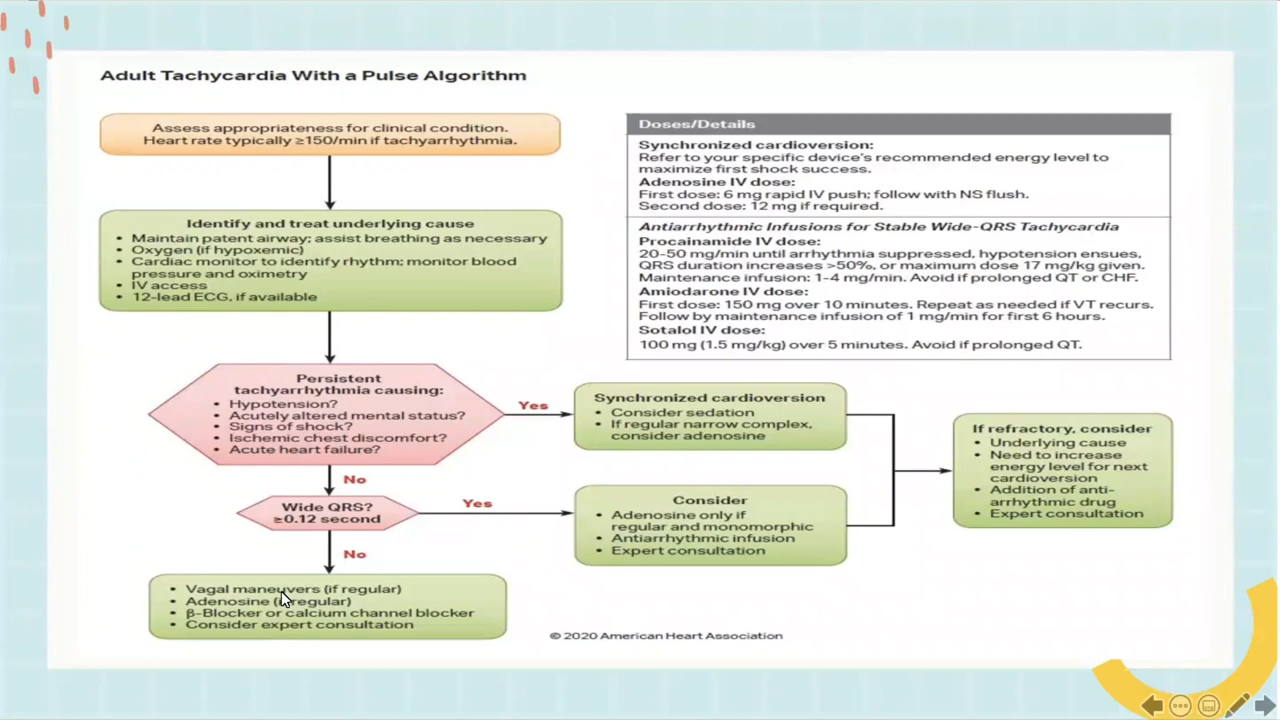 Adult Tachycardia With a Pulse Algorithm
Assess appropriateness for clinical condition.
Heart rate typically ≥150/min if tachyarrhythmia.
Identify and treat underlying cause
• Maintain patent airway; assist breathing as necessary
• Oxygen (if hypoxemic)
• Cardiac monitor to identify rhythm; monitor blood
pressure and oximetry
• IV access
• 12-lead ECG, if available
Persistent
tachyarrhythmia causing:
• Hypotension?
• Acutely altered mental status?
• Signs of shock?
• Ischemic chest discomfort?
• Acute heart failure?
Yes
Synchronized cardioversion
• Consider sedation
• If regular narrow complex,
consider adenosine
No
Wide QRS?
≥0.12 second
Yes
Consider
• Adenosine only if
regular and monomorphic
• Antiarrhythmic infusion
• Expert consultation
If refractory, consider
• Underlying cause
• Need to increase
energy level for next
cardioversion
• Addition of anti-
arrhythmic drug
• Expert consultation
No
• Vagal maneuvers (if regular)
• Adenosine (if regular)
• β-Blocker or calcium channel blocker
• Consider expert consultation
Doses/Details
Synchronized cardioversion:
Refer to your specific device's recommended energy level to
maximize first shock success.
Adenosine IV dose:
First dose: 6 mg rapid IV push; follow with NS flush.
Second dose: 12 mg if required.
Antiarrhythmic Infusions for Stable Wide-QRS Tachycardia
Procainamide IV dose:
20-50 mg/min until arrhythmia suppressed, hypotension ensues,
QRS duration increases >50%, or maximum dose 17 mg/kg given.
Maintenance infusion: 1-4 mg/min. Avoid if prolonged QT or CHF.
Amiodarone IV dose:
First dose: 150 mg over 10 minutes. Repeat as needed if VT recurs.
Follow by maintenance infusion of 1 mg/min for first 6 hours.
Sotalol IV dose:
100 mg (1.5 mg/kg) over 5 minutes. Avoid if prolonged QT.
© 2020 American Heart Association